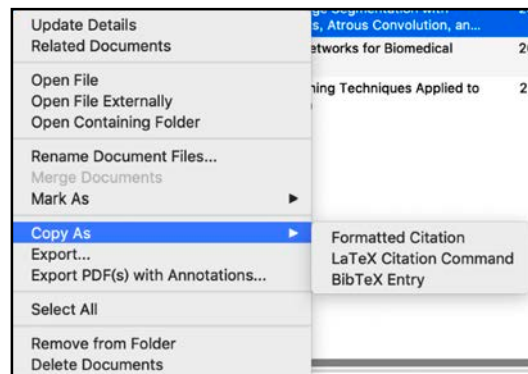 Update Details
Related Documents
Open File
Open File Externally
Open Containing Folder
Rename Document Files...
Merge Documents
Mark As
Copy As
Export...
Export PDF(s) with Annotations...
Select All
Remove from Folder
Delete Documents
Formatted Citation
LaTeX Citation Command
BibTeX Entry
s, Atrous Convolution, an...
etworks for Biomedical
ning Techniques Applied to